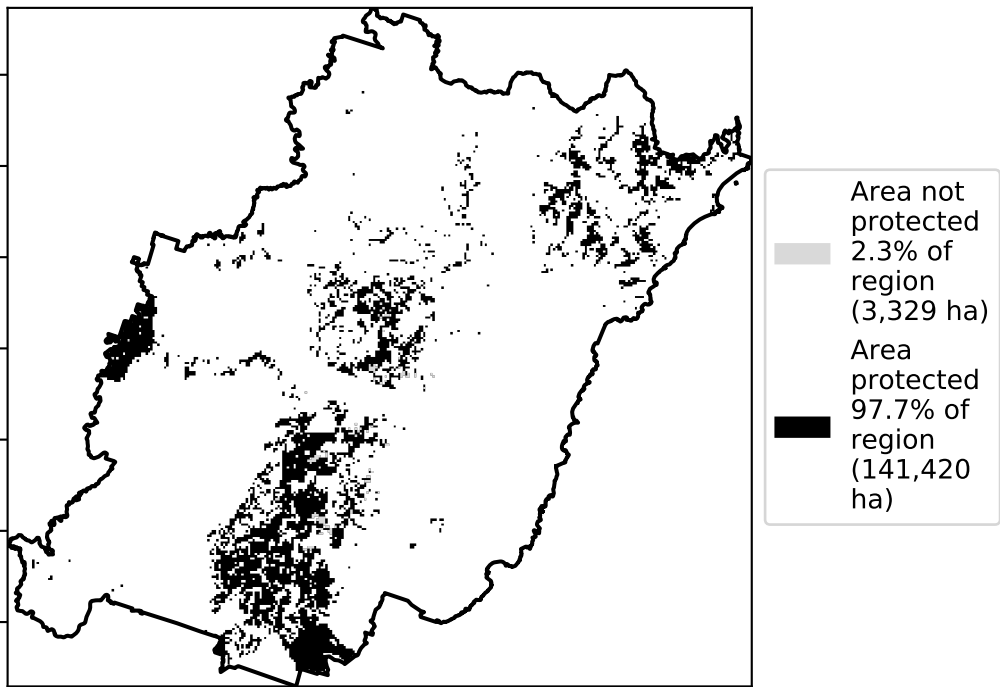 Area not
protected
2.3% of
region
(3,329 ha)
Area
protected
97.7% of
region
(141,420
ha)